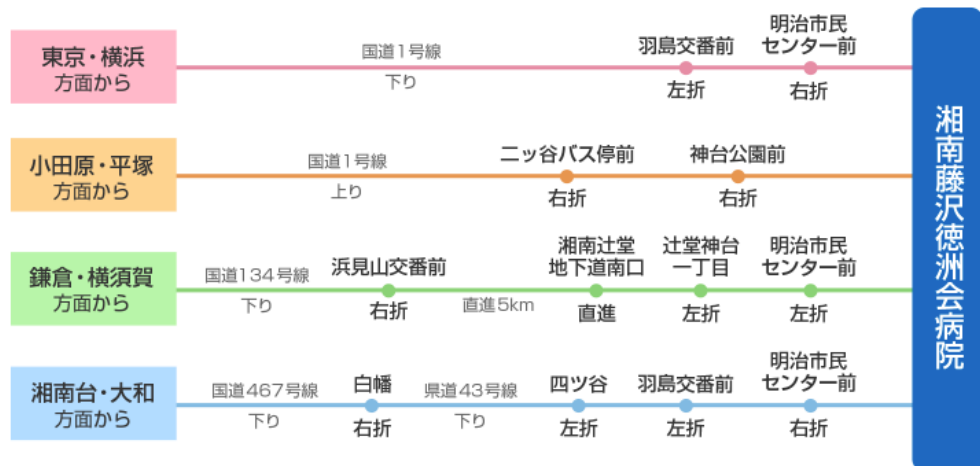 東京・横浜
方面から
国道1号線
下り
羽島交番前
左折
明治市民
センター前
右折
小田原・平塚
方面から
国道1号線
上り
二ッ谷バス停前
右折
神台公園前
右折
鎌倉・横須賀
方面から
国道134号線
下り
浜見山交番前
右折
直進5km
湘南辻堂
地下道南口
直進
辻堂神台
一丁目
左折
明治市民
センター前
左折
湘南台・大和
方面から
国道467号線
下り
白幡
右折
県道43号線
下り
四ツ谷
左折
羽島交番前
左折
明治市民
センター前
右折
湘南藤沢徳洲会病院